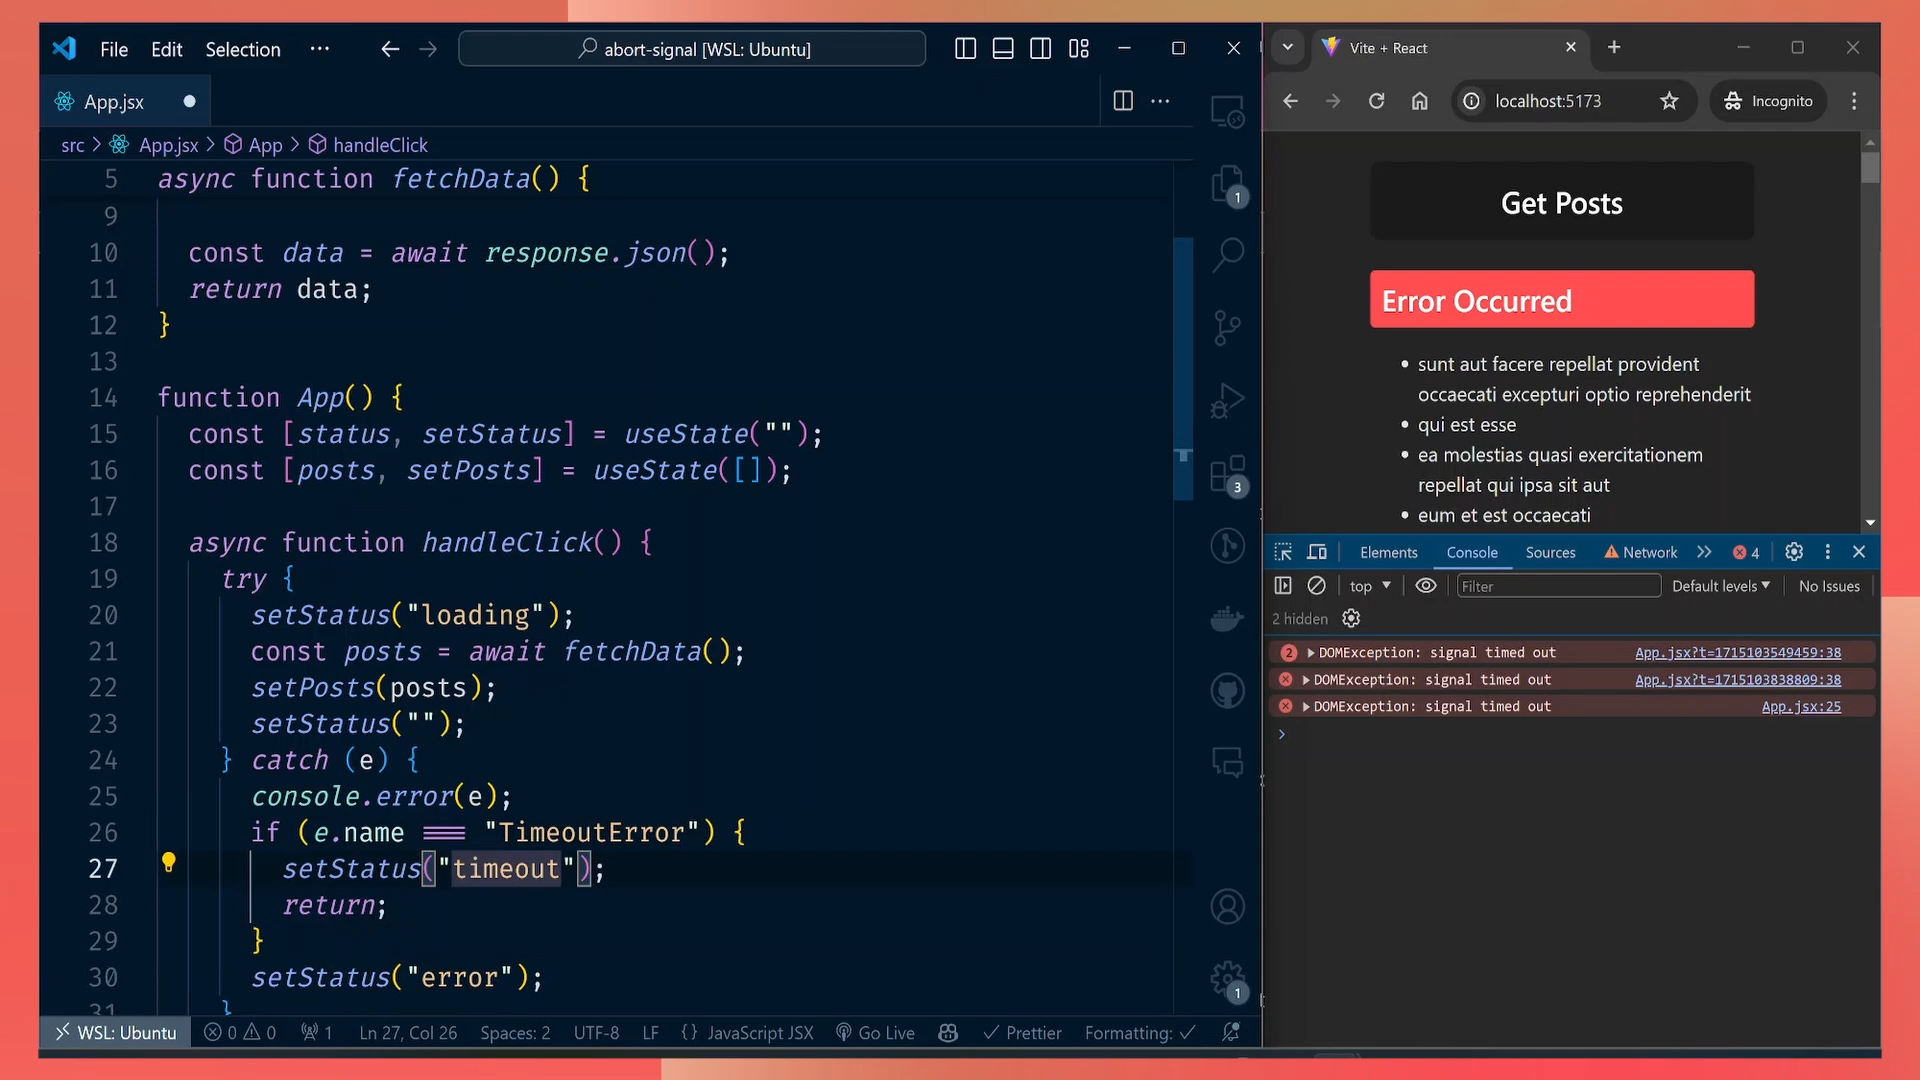 File Edit Selection ···
abort-signal [WSL: Ubuntu]
App.jsx
src > App.jsx > App > handleClick
5 async function fetchData() {
9
10 const data = await response.json();
11 return data;
12 }
13
14 function App() {
15 const [status, setStatus] = useState("");
16 const [posts, setPosts] = useState([]);
17
18 async function handleClick() {
19 try {
20 setStatus("loading");
21 const posts = await fetchData();
22 setPosts(posts);
23 setStatus("");
24 } catch (e) {
25 console.error(e);
26 if (e.name === "TimeoutError") {
27 setStatus("timeout");
28 return;
29 }
30 setStatus("error");
31 }
1
3
1
WSL: Ubuntu 0 0 1 Ln 27, Col 26 Spaces: 2 UTF-8 LF {} JavaScript JSX Go Live Prettier Formatting:
Vite + React
localhost:5173
Incognito
Get Posts
Error Occurred
• sunt aut facere repellat provident
occaecati excepturi optio reprehenderit
• qui est esse
• ea molestias quasi exercitationem
repellat qui ipsa sit aut
• eum et est occaecati
Elements Console Sources Network 4
top Filter Default levels No Issues
2 hidden
2 DOMException: signal timed out App.jsx?t=1715103549459:38
DOMException: signal timed out App.jsx?t=1715103838809:38
DOMException: signal timed out App.jsx:25
>